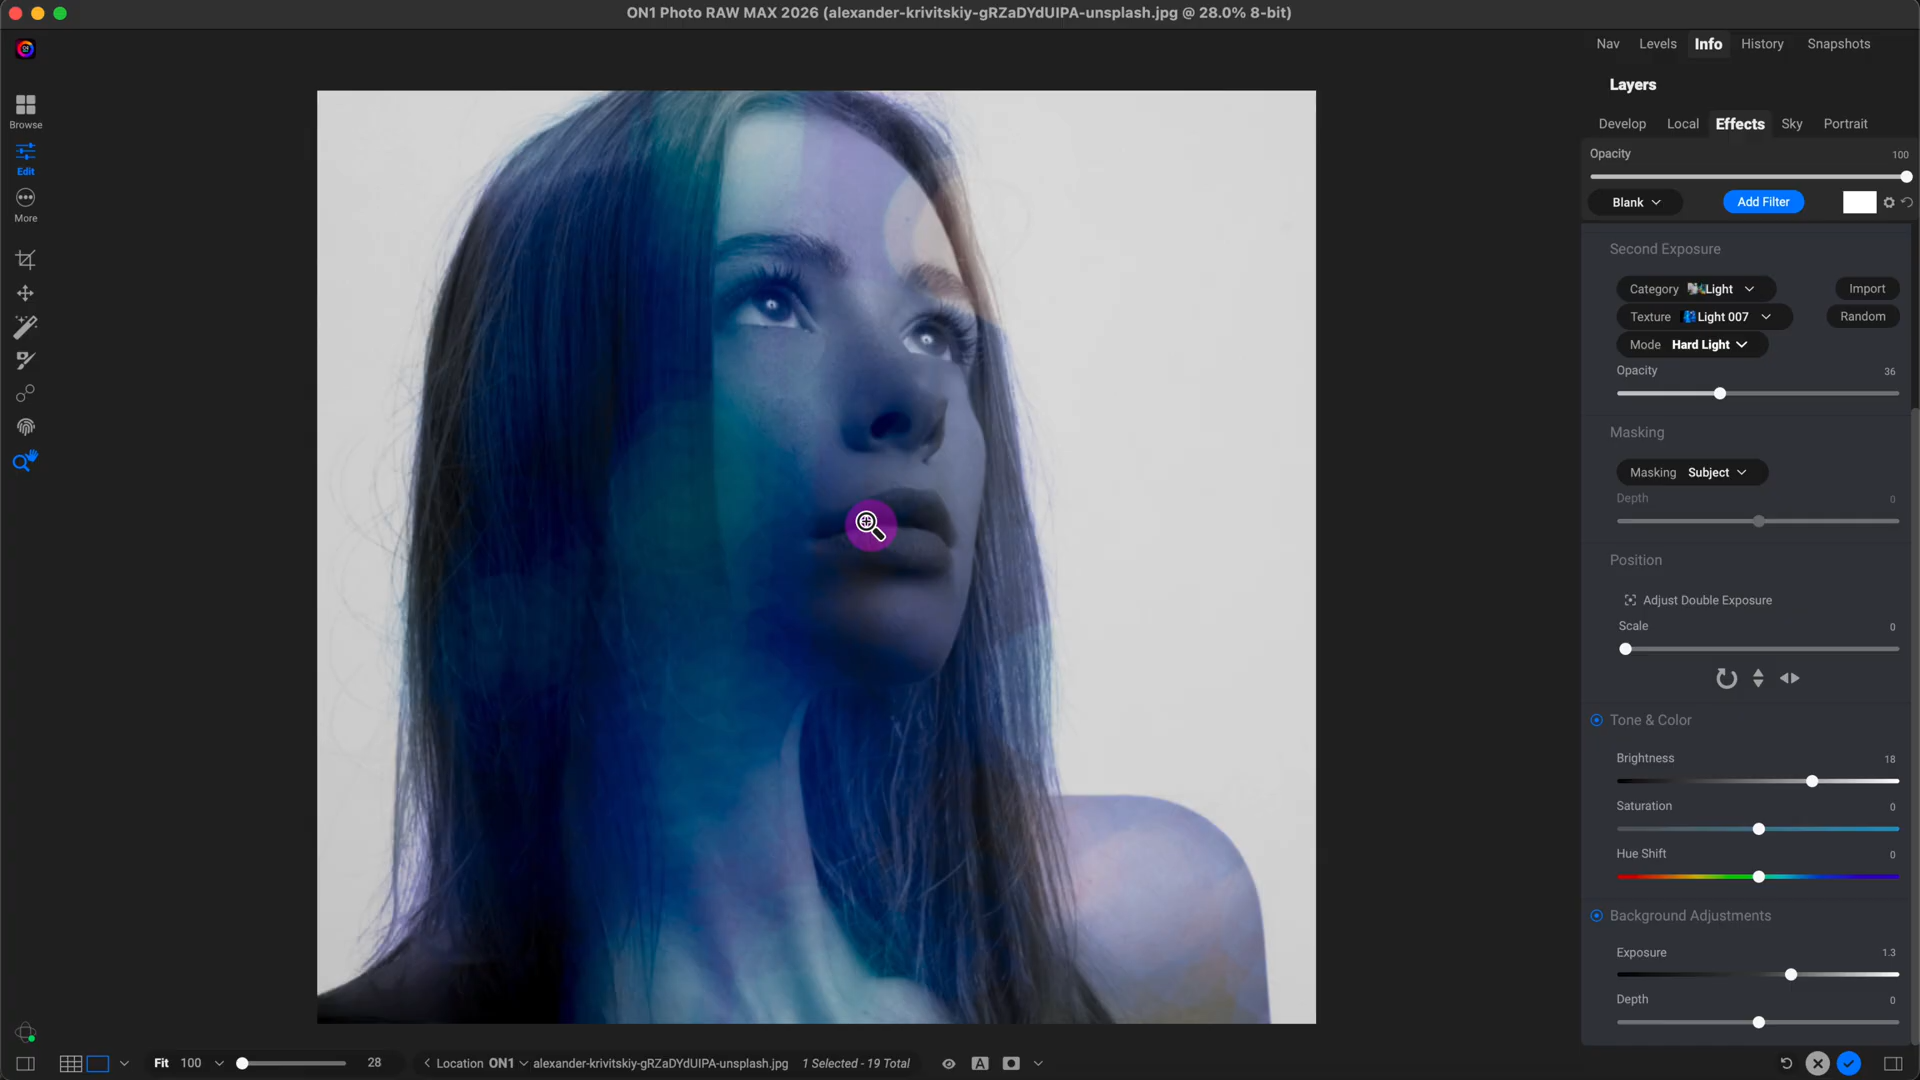 ON1 Photo RAW MAX 2026 (alexander-krivitskiy-gRZaDYdUIPA-unsplash.jpg @ 28.0% 8-bit)
Nav Levels Info History Snapshots
Layers
Browse
Develop Local Effects Sky Portrait
Opacity 100
Edit
Blank Add Filter
More
Second Exposure
Category Light Import
Texture Light 007 Random
Mode Hard Light
Opacity 36
Masking
Masking Subject
Depth 0
Position
Adjust Double Exposure
Scale 0
Tone & Color
Brightness 18
Saturation 0
Hue Shift 0
Background Adjustments
Exposure 1.3
Depth 0
Fit 100 28 Location ON1 alexander-krivitskiy-gRZaDYdUIPA-unsplash.jpg 1 Selected - 19 Total A